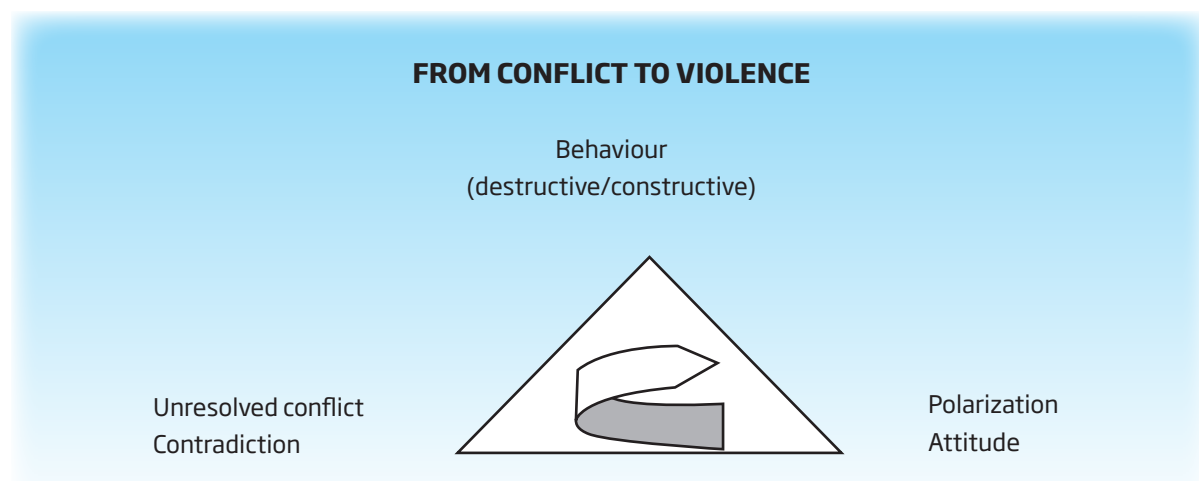 FROM CONFLICT TO VIOLENCE
Behaviour
(destructive/constructive)
Unresolved conflict
Contradiction
Polarization
Attitude